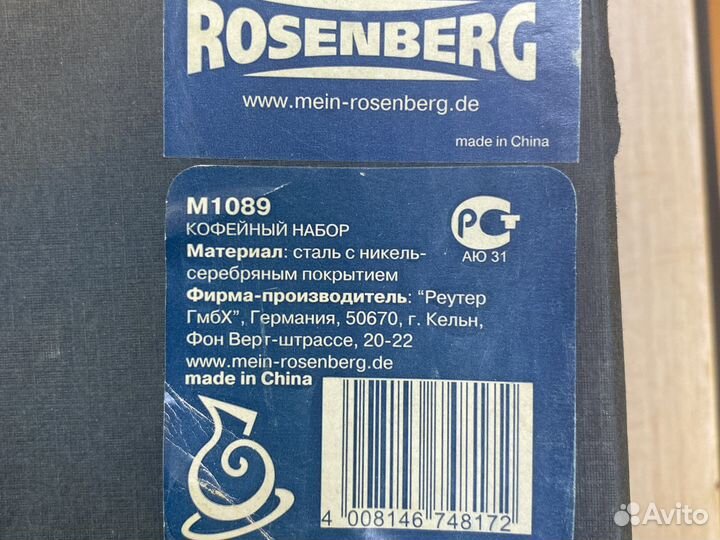 ROSENBERG
www.mein-rosenberg.de
made in China
М1089
КОФЕЙНЫЙ НАБОР
Материал: сталь с никель-
серебряным покрытием
Фирма-производитель: “Реутер
ГмбХ”, Германия, 50670, г. Кельн,
Фон Верт-штрассе, 20-22
www.mein-rosenberg.de
made in China
РСТ
АЮ 31
4 008146 748172
Avito